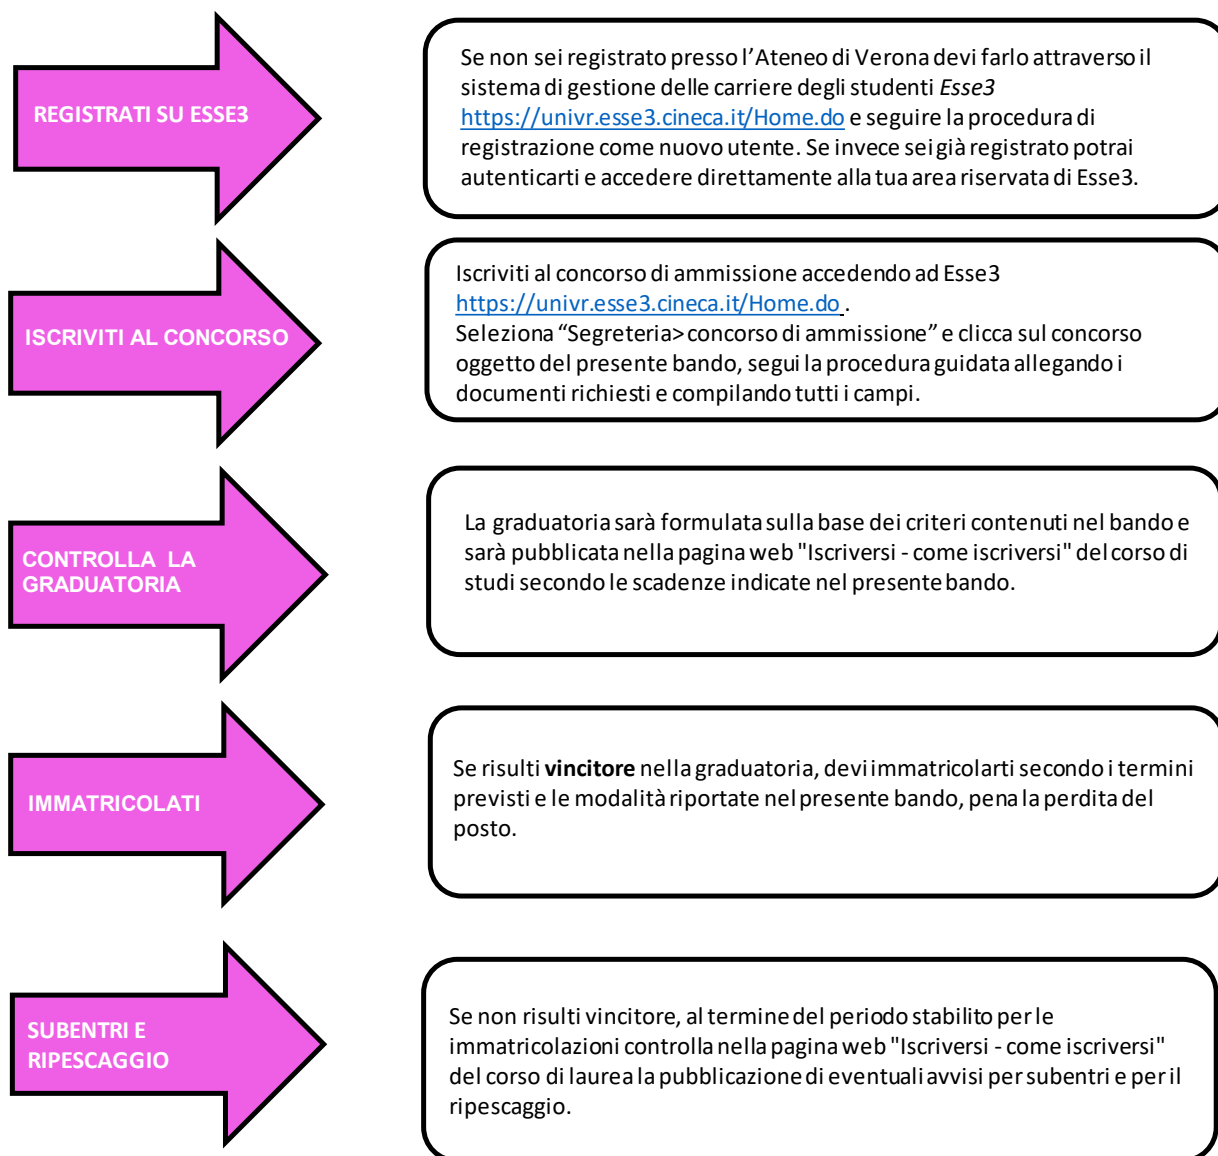 REGISTRATI SU ESSE3
Se non sei registrato presso l’Ateneo di Verona devi farlo attraverso il
sistema di gestione delle carriere degli studenti Esse3
https://univr.esse3.cineca.it/Home.do e seguire la procedura di
registrazione come nuovo utente. Se invece sei già registrato potrai
autenticarti e accedere direttamente alla tua area riservata di Esse3.
ISCRIVITI AL CONCORSO
Iscriviti al concorso di ammissione accedendo ad Esse3
https://univr.esse3.cineca.it/Home.do .
Seleziona “Segreteria> concorso di ammissione” e clicca sul concorso
oggetto del presente bando, segui la procedura guidata allegando i
documenti richiesti e compilando tutti i campi.
CONTROLLA LA
GRADUATORIA
La graduatoria sarà formulata sulla base dei criteri contenuti nel bando e
sarà pubblicata nella pagina web "Iscriversi - come iscriversi" del corso di
studi secondo le scadenze indicate nel presente bando.
IMMATRICOLATI
Se risulti vincitore nella graduatoria, devi immatricolarti secondo i termini
previsti e le modalità riportate nel presente bando, pena la perdita del
posto.
SUBENTRI E
RIPESCAGGIO
Se non risulti vincitore, al termine del periodo stabilito per le
immatricolazioni controlla nella pagina web "Iscriversi - come iscriversi"
del corso di laurea la pubblicazione di eventuali avvisi per subentri e per il
ripescaggio.